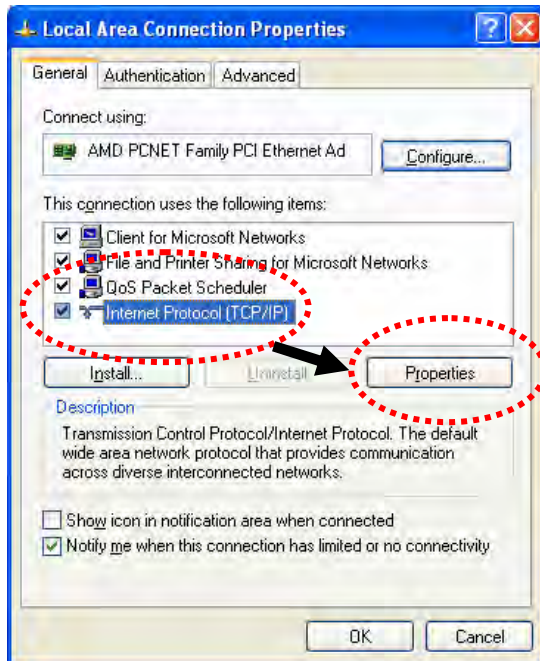 Local Area Connection Properties
General Authentication Advanced
Connect using:
AMD PCNET Family PCI Ethernet Ad Configure...
This connection uses the following items:
Client for Microsoft Networks
File and Printer Sharing for Microsoft Networks
QoS Packet Scheduler
Internet Protocol (TCP/IP)
Install... Uninstall Properties
Description
Transmission Control Protocol/Internet Protocol. The default
wide area network protocol that provides communication
across diverse interconnected networks.
Show icon in notification area when connected
Notify me when this connection has limited or no connectivity
OK Cancel